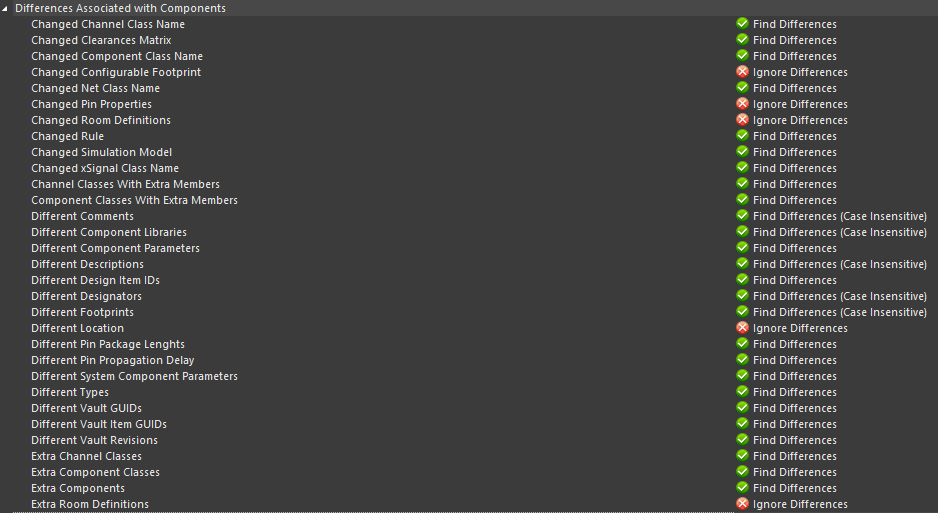 Differences Associated with Components
Changed Channel Class Name Find Differences
Changed Clearances Matrix Find Differences
Changed Component Class Name Find Differences
Changed Configurable Footprint Ignore Differences
Changed Net Class Name Find Differences
Changed Pin Properties Ignore Differences
Changed Room Definitions Ignore Differences
Changed Rule Find Differences
Changed Simulation Model Find Differences
Changed xSignal Class Name Find Differences
Channel Classes With Extra Members Find Differences
Component Classes With Extra Members Find Differences
Different Comments Find Differences (Case Insensitive)
Different Component Libraries Find Differences (Case Insensitive)
Different Component Parameters Find Differences
Different Descriptions Find Differences (Case Insensitive)
Different Design Item IDs Find Differences
Different Designators Find Differences (Case Insensitive)
Different Footprints Find Differences (Case Insensitive)
Different Location Ignore Differences
Different Pin Package Lenghts Find Differences
Different Pin Propagation Delay Find Differences
Different System Component Parameters Find Differences
Different Types Find Differences
Different Vault GUIDs Find Differences
Different Vault Item GUIDs Find Differences
Different Vault Revisions Find Differences
Extra Channel Classes Find Differences
Extra Component Classes Find Differences
Extra Components Find Differences
Extra Room Definitions Ignore Differences